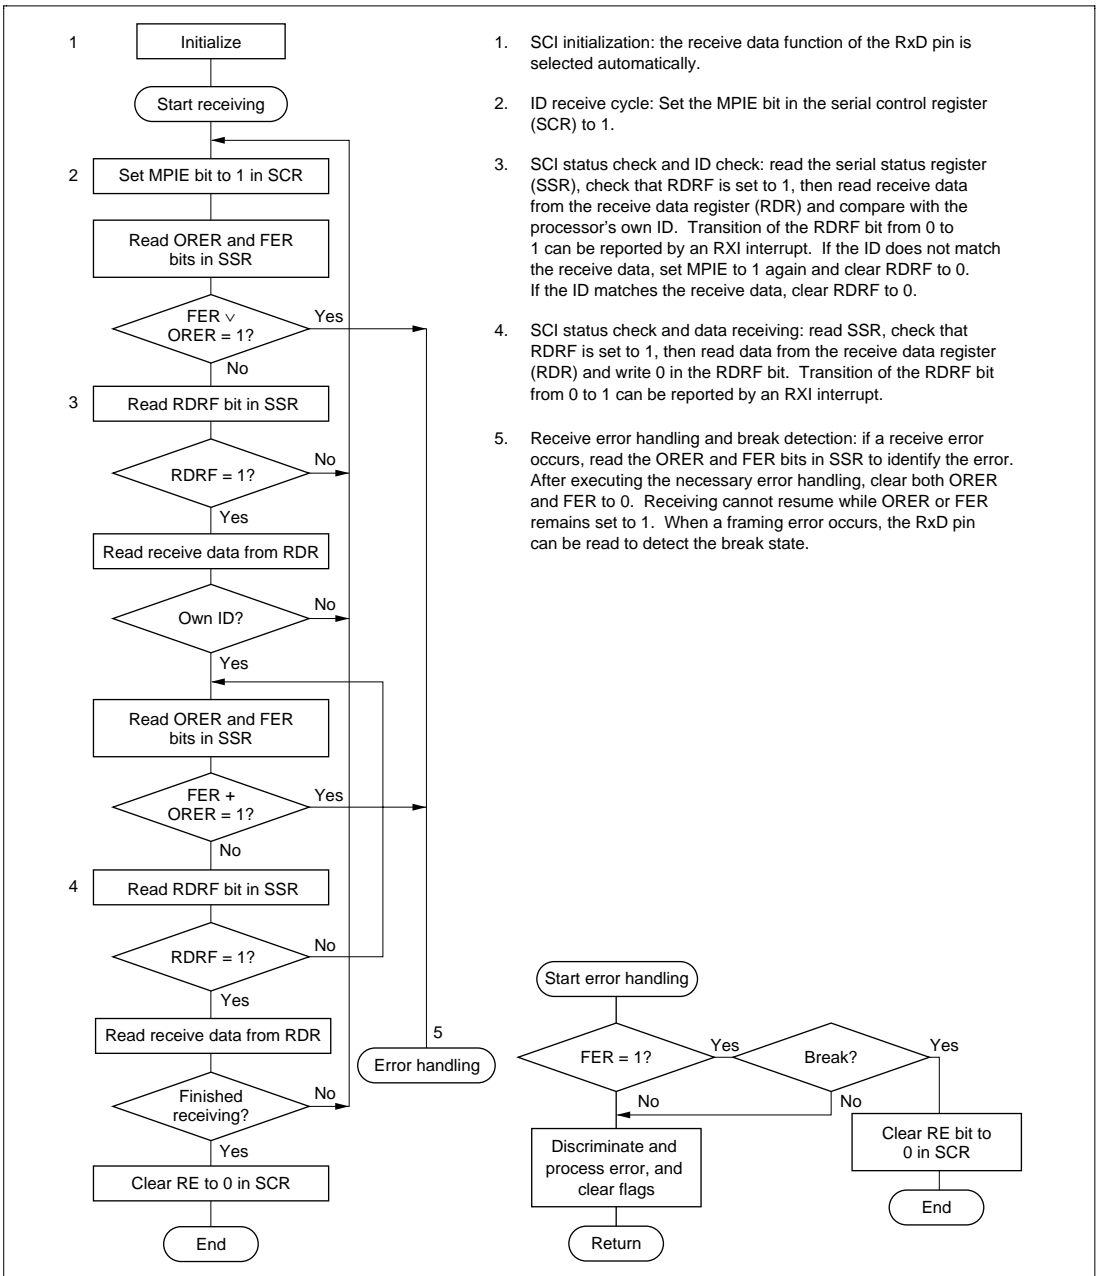 1
Initialize
Start receiving
2
Set MPIE bit to 1 in SCR
Read ORER and FER
bits in SSR
FER ∨
ORER = 1?
Yes
No
3
Read RDRF bit in SSR
RDRF = 1?
No
Yes
Read receive data from RDR
Own ID?
No
Yes
Read ORER and FER
bits in SSR
FER +
ORER = 1?
Yes
No
4
Read RDRF bit in SSR
RDRF = 1?
No
Yes
Read receive data from RDR
Finished
receiving?
No
Yes
Clear RE to 0 in SCR
End
5
Error handling
1. SCI initialization: the receive data function of the RxD pin is
selected automatically.
2. ID receive cycle: Set the MPIE bit in the serial control register
(SCR) to 1.
3. SCI status check and ID check: read the serial status register
(SSR), check that RDRF is set to 1, then read receive data
from the receive data register (RDR) and compare with the
processor's own ID. Transition of the RDRF bit from 0 to
1 can be reported by an RXI interrupt. If the ID does not match
the receive data, set MPIE to 1 again and clear RDRF to 0.
If the ID matches the receive data, clear RDRF to 0.
4. SCI status check and data receiving: read SSR, check that
RDRF is set to 1, then read data from the receive data register
(RDR) and write 0 in the RDRF bit. Transition of the RDRF bit
from 0 to 1 can be reported by an RXI interrupt.
5. Receive error handling and break detection: if a receive error
occurs, read the ORER and FER bits in SSR to identify the error.
After executing the necessary error handling, clear both ORER
and FER to 0. Receiving cannot resume while ORER or FER
remains set to 1. When a framing error occurs, the RxD pin
can be read to detect the break state.
Start error handling
FER = 1?
Yes
No
Break?
Yes
No
Discriminate and
process error, and
clear flags
Return
Clear RE bit to
0 in SCR
End